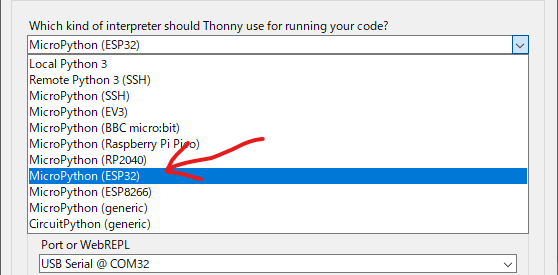 Which kind of interpreter should Thonny use for running your code?
MicroPython (ESP32)
Local Python 3
Remote Python 3 (SSH)
MicroPython (SSH)
MicroPython (EV3)
MicroPython (BBC micro:bit)
MicroPython (Raspberry Pi Pico)
MicroPython (RP2040)
MicroPython (ESP32)
MicroPython (ESP8266)
MicroPython (generic)
CircuitPython (generic)
Port or WebREPL
USB Serial @ COM32